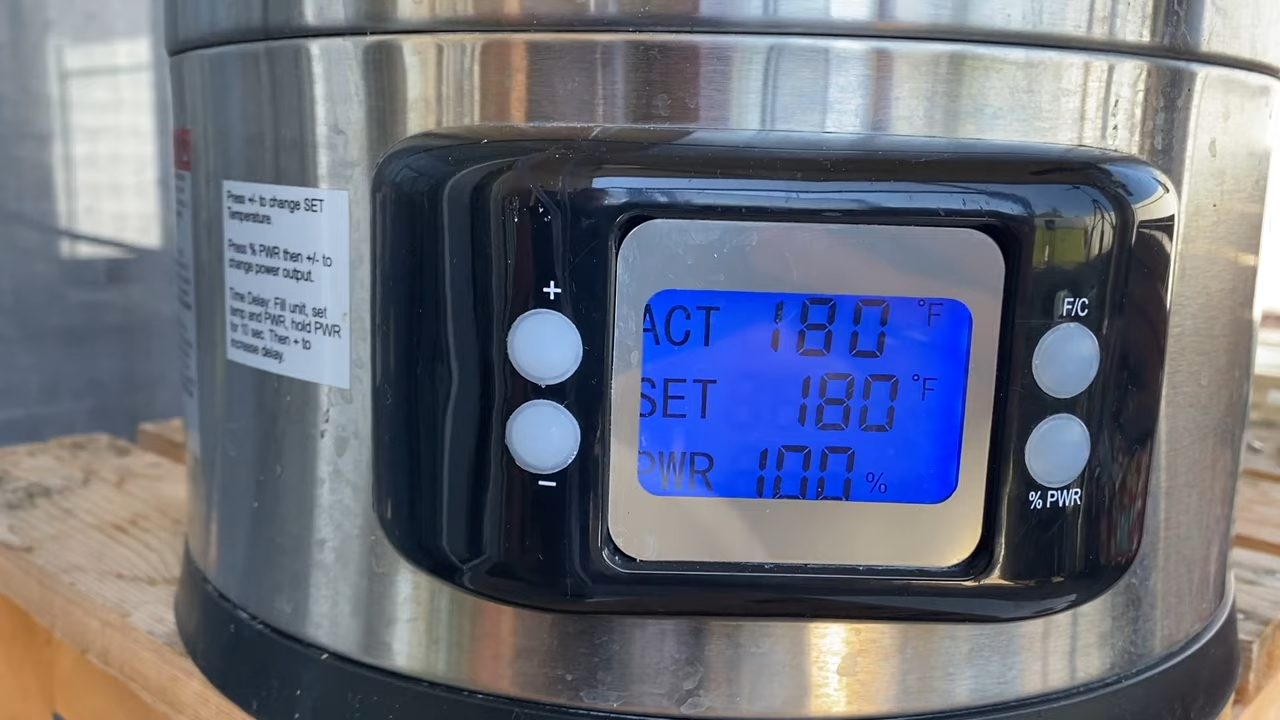 Press +/- to change SET
Temperature.
Press % PWR then +/- to
change power output.
Time Delay: Fill unit, set
temp and PWR, hold PWR
for 10 sec. Then + to
increase delay.
+
−
ACT 180 °F
SET 180 °F
PWR 100 %
F/C
% PWR